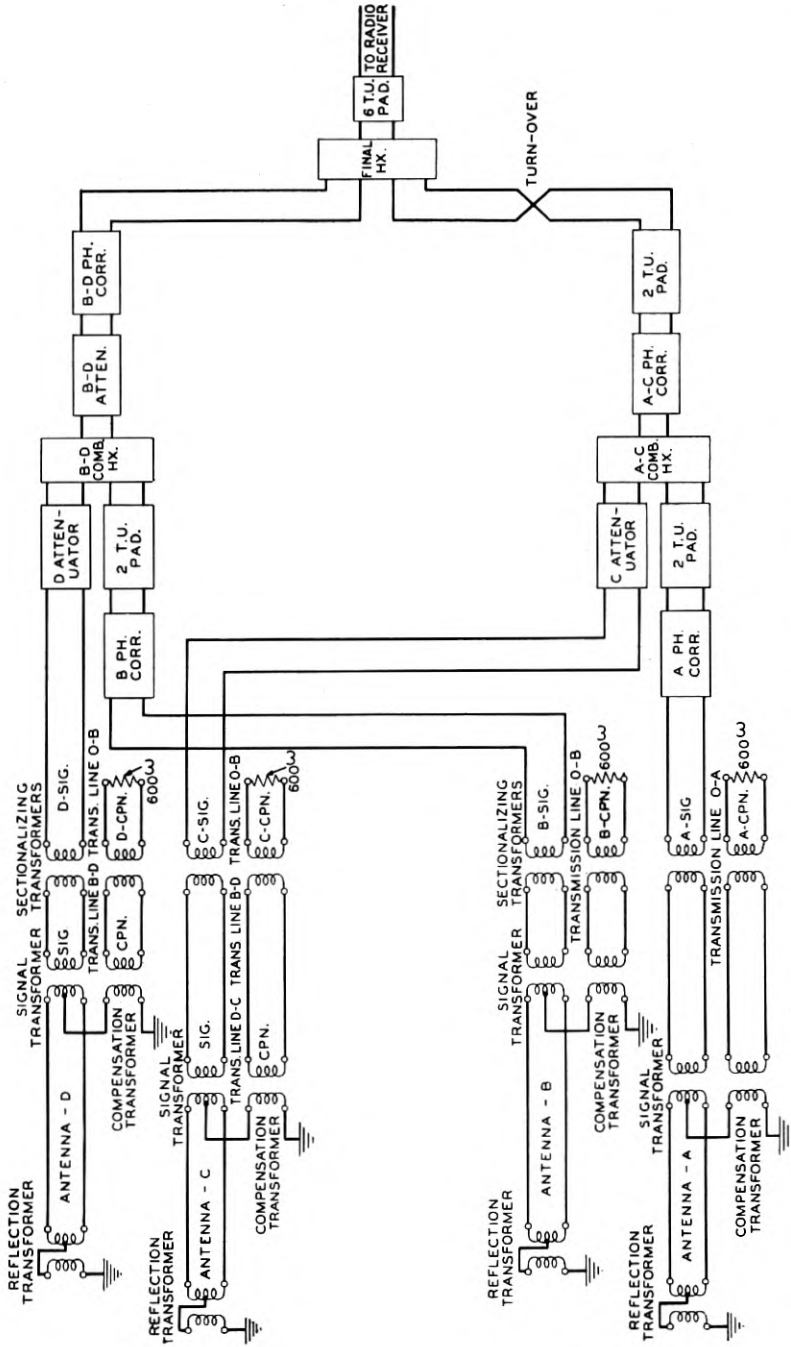 REFLECTION
TRANSFORMER
ANTENNA - D
SIGNAL
TRANSFORMER
COMPENSATION
TRANSFORMER
SIG
CPN.
SECTIONALIZING
TRANSFORMERS
TRANS. LINE B-D
TRANS. LINE O-B
D-SIG.
D-CPN.
600ω
D ATTEN-
UATOR
B PH.
CORR.
2 T.U.
PAD.
B-D
COMB.
HX.
B-D
ATTEN.
B-D PH.
CORR.
REFLECTION
TRANSFORMER
ANTENNA - C
SIGNAL
TRANSFORMER
COMPENSATION
TRANSFORMER
SIG.
TRANS. LINE D-C
TRANS LINE B-D
TRANS. LINE O-B
CPN.
C-SIG.
C-CPN.
600ω
FINAL
HX.
6 T.U.
PAD.
TO RADIO
RECEIVER
TURN-OVER
REFLECTION
TRANSFORMER
ANTENNA - B
SIGNAL
TRANSFORMER
COMPENSATION
TRANSFORMER
SECTIONALIZING
TRANSFORMERS
B-SIG.
TRANSMISSION LINE O-B
B-CPN.
600ω
C ATTEN-
UATOR
A PH.
CORR.
2 T.U.
PAD.
A-C
COMB.
HX.
A-C PH.
CORR.
2 T.U.
PAD.
REFLECTION
TRANSFORMER
ANTENNA - A
SIGNAL
TRANSFORMER
COMPENSATION
TRANSFORMER
A-SIG
TRANSMISSION LINE O-A
A-CPN.
600ω